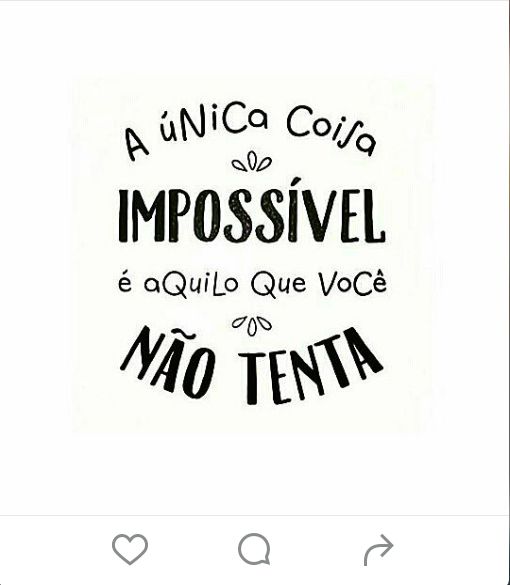 A úNiCa Coisa
IMPOSSÍVEL
é aQuiLo Que VoCÊ
NÃO TENTA